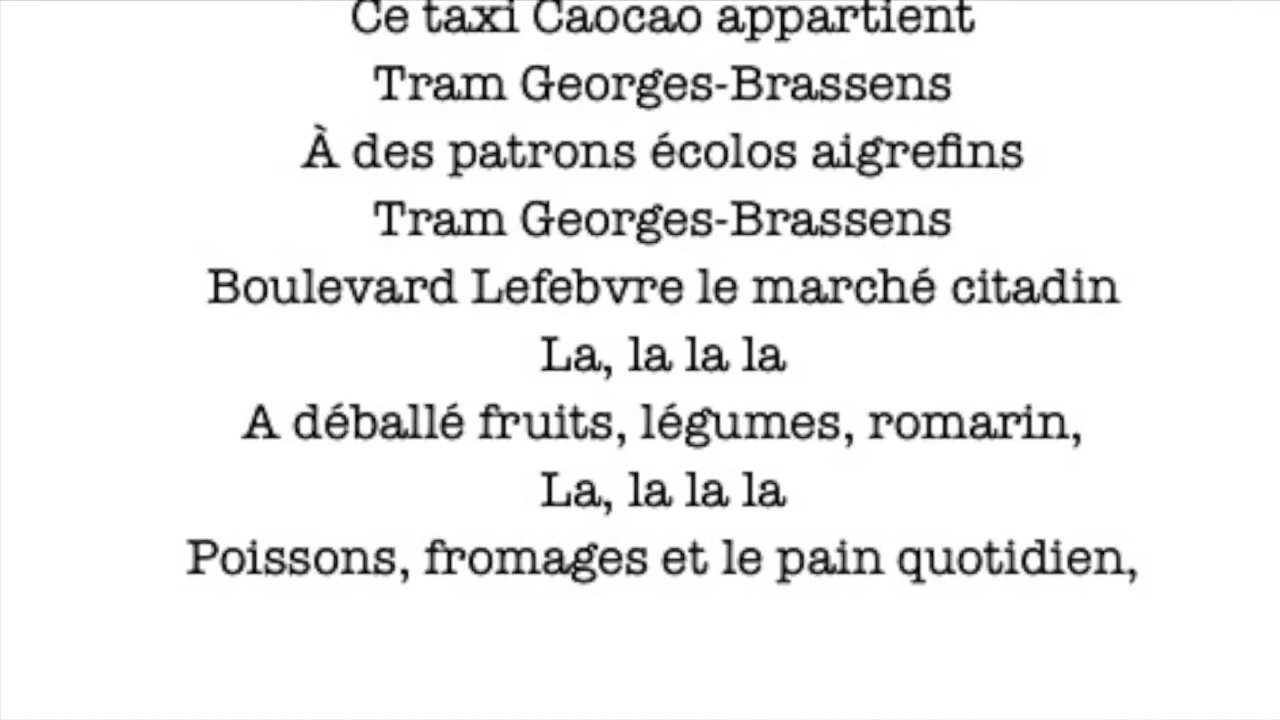 Ce taxi Caocao appartient
Tram Georges-Brassens
À des patrons écolos aigrefins
Tram Georges-Brassens
Boulevard Lefebvre le marché citadin
La, la la la
A déballé fruits, légumes, romarin,
La, la la la
Poissons, fromages et le pain quotidien,